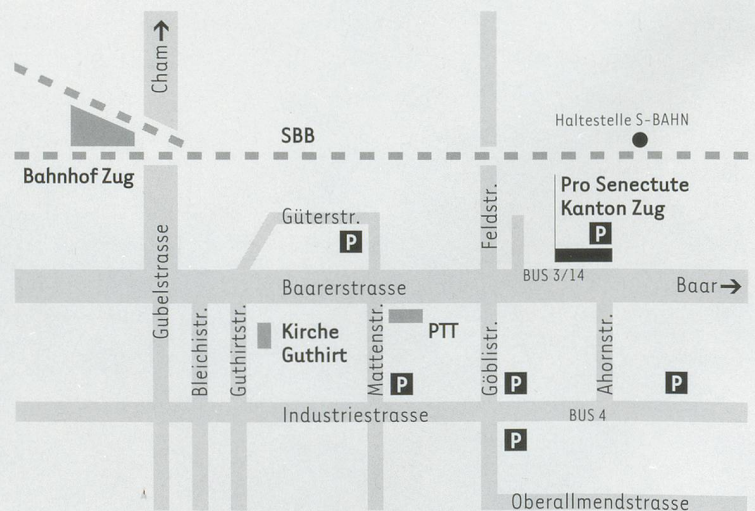 Cham
Haltestelle S-BAHN
SBB
Bahnhof Zug
Pro Senectute
Kanton Zug
P
Güterstr.
P
Feldstr.
Gubelstrasse
BUS 3/14
Baarerstrasse
Baar
Bleichistr.
Guthirtstr.
Kirche
Guthirt
Mattenstr.
PTT
Göblistr.
Ahornstr.
P
P
P
Industriestrasse
BUS 4
P
Oberallmendstrasse